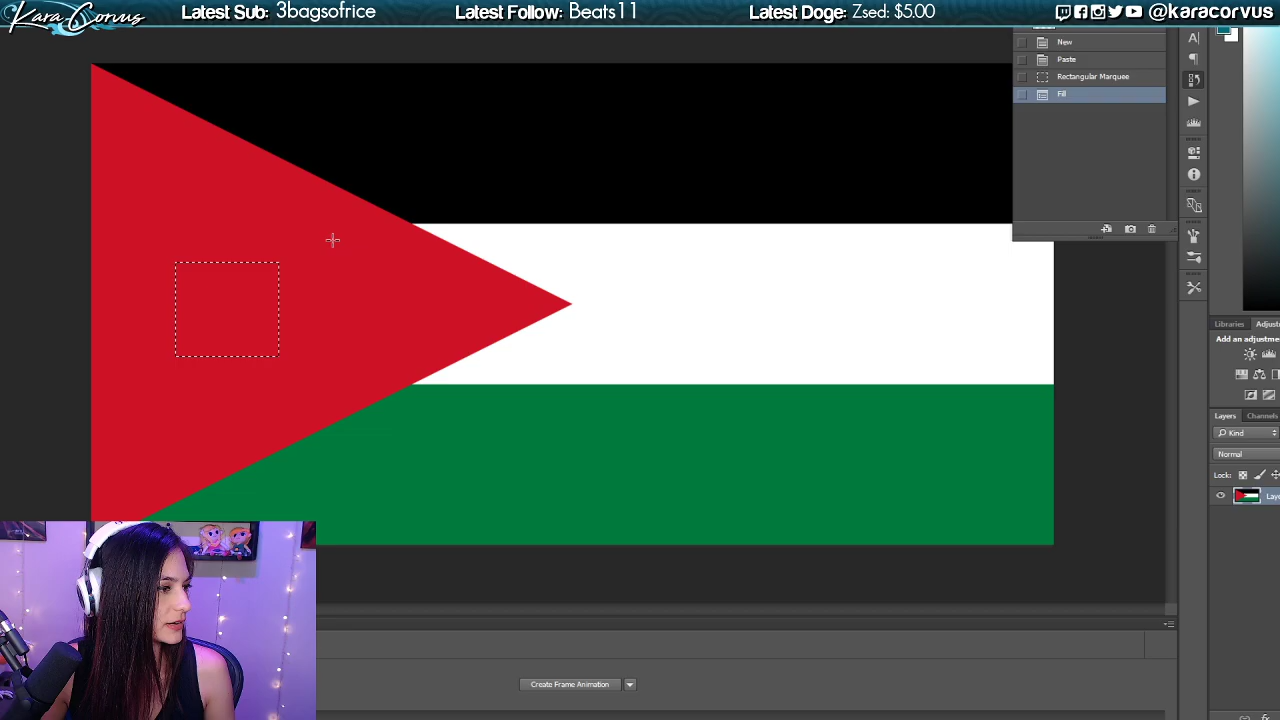 Kara Corvus
Latest Sub: 3bagsofrice
Latest Follow: Beats11
Latest Doge: Zsed: $5.00
@karacorvus
New
Paste
Rectangular Marquee
Fill
Libraries
Add an
Layers
Channels
Kind
Normal
Lock:
Create Frame Animation